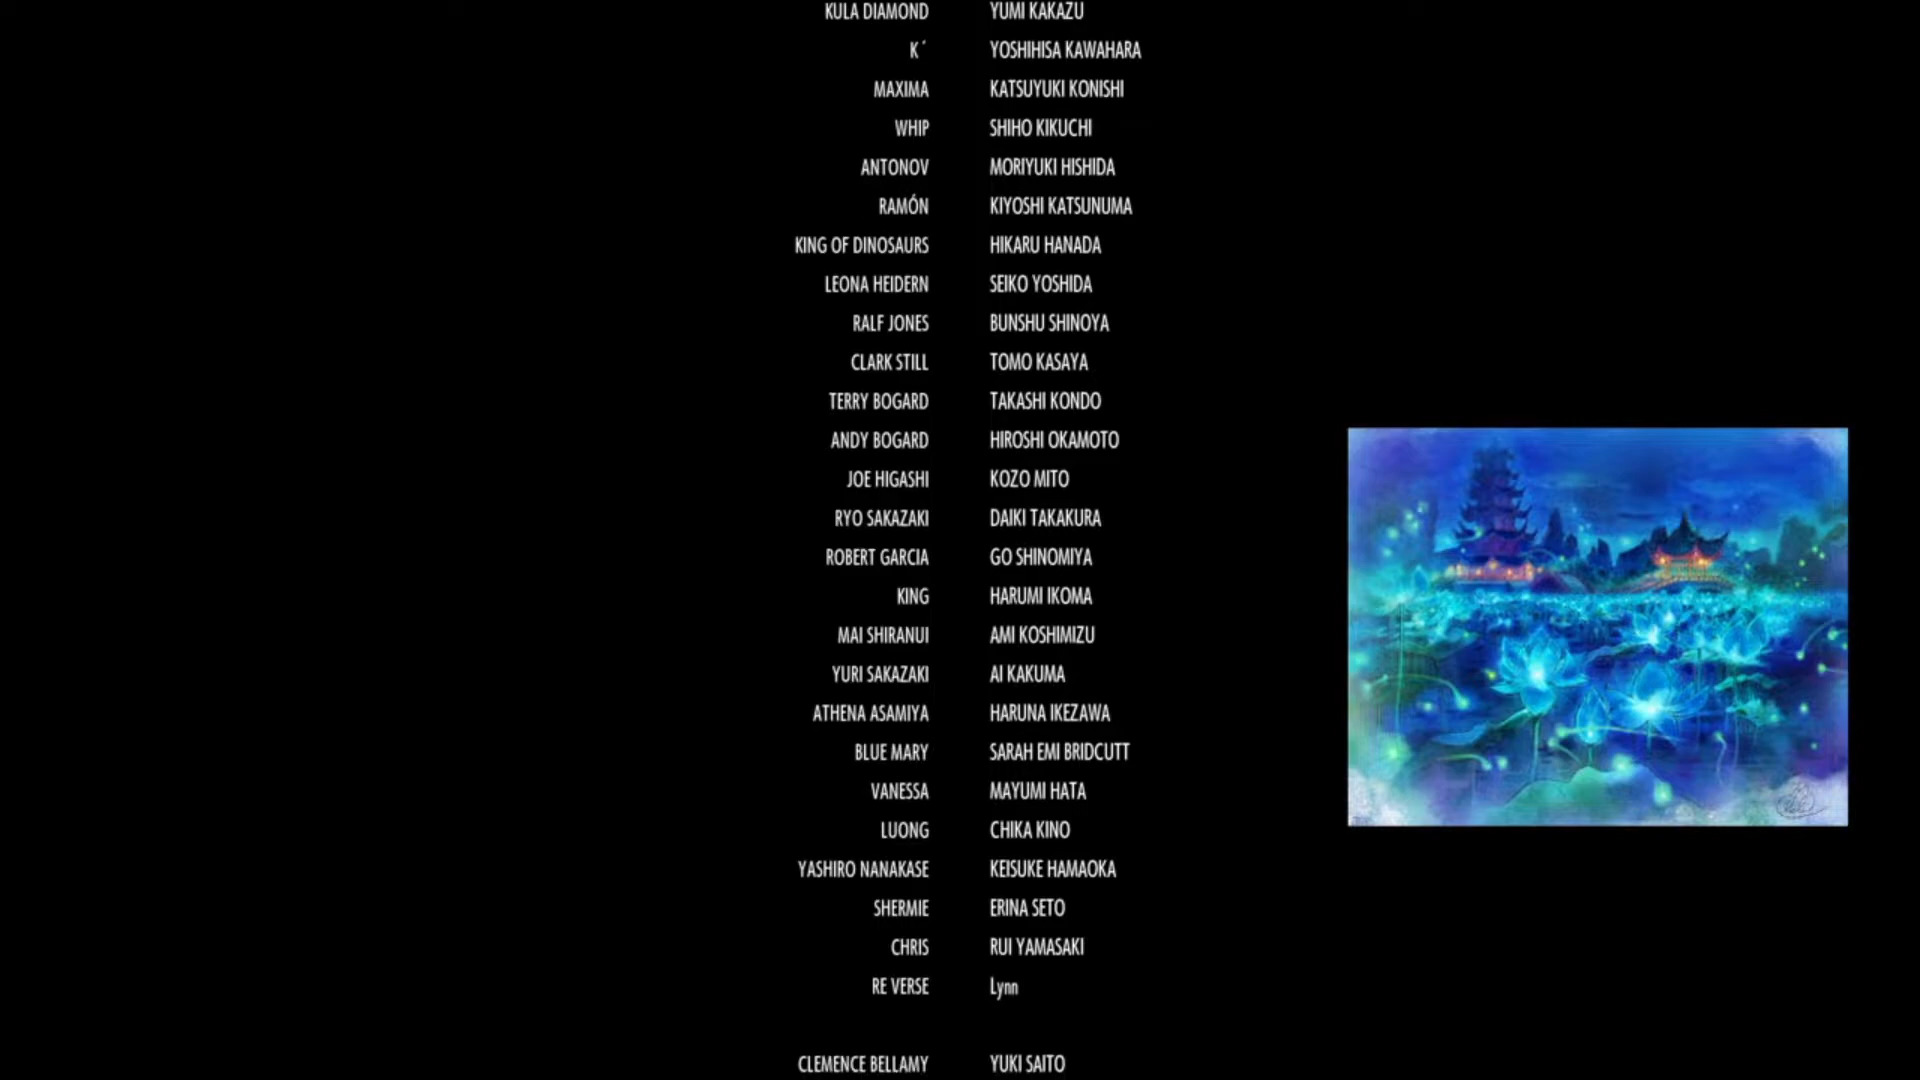 KULA DIAMOND YUMI KAKAZU
K´ YOSHIHISA KAWAHARA
MAXIMA KATSUYUKI KONISHI
WHIP SHIHO KIKUCHI
ANTONOV MORIYUKI HISHIDA
RAMÓN KIYOSHI KATSUNUMA
KING OF DINOSAURS HIKARU HANADA
LEONA HEIDERN SEIKO YOSHIDA
RALF JONES BUNSHU SHINOYA
CLARK STILL TOMO KASAYA
TERRY BOGARD TAKASHI KONDO
ANDY BOGARD HIROSHI OKAMOTO
JOE HIGASHI KOZO MITO
RYO SAKAZAKI DAIKI TAKAKURA
ROBERT GARCIA GO SHINOMIYA
KING HARUMI IKOMA
MAI SHIRANUI AMI KOSHIMIZU
YURI SAKAZAKI AI KAKUMA
ATHENA ASAMIYA HARUNA IKEZAWA
BLUE MARY SARAH EMI BRIDCUTT
VANESSA MAYUMI HATA
LUONG CHIKA KINO
YASHIRO NANAKASE KEISUKE HAMAOKA
SHERMIE ERINA SETO
CHRIS RUI YAMASAKI
RE VERSE Lynn
CLEMENCE BELLAMY YUKI SAITO